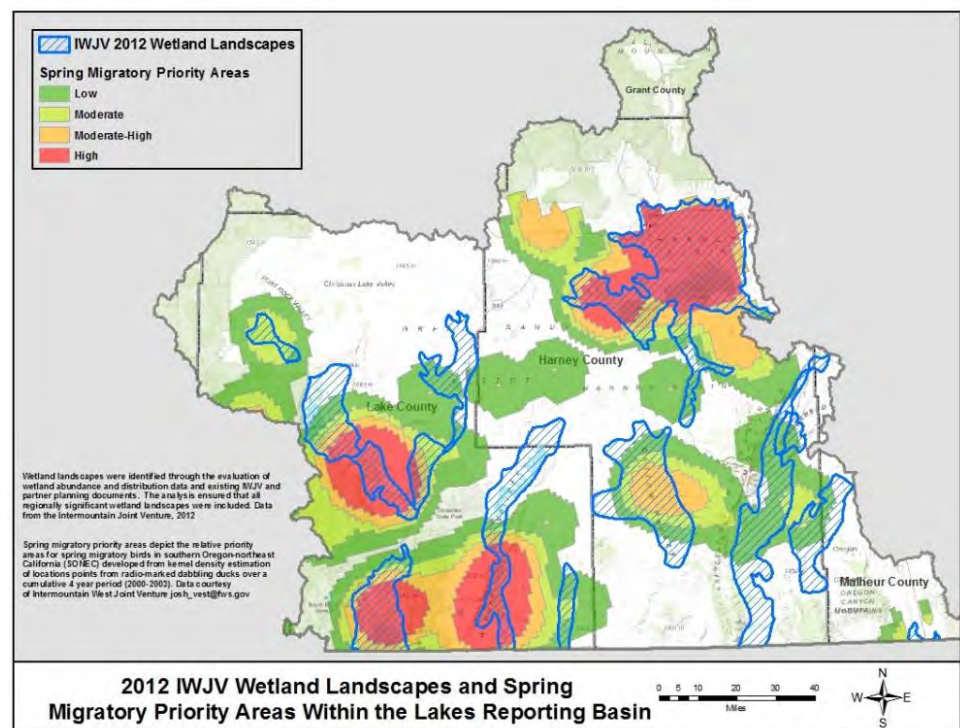 IWJV 2012 Wetland Landscapes
Spring Migratory Priority Areas
Low
Moderate
Moderate-High
High
Grant County
Christmas Lake Valley
Harney County
Lake County
Malheur County
Wetland landscapes were identified through the evaluation of
wetland abundance and distribution data and existing IWJV and
partner planning documents. The analysis ensured that all
regionally significant wetland landscapes were included. Data
from the Intermountain Joint Venture, 2012
Spring migratory priority areas depict the relative priority
areas for spring migratory birds in southern Oregon-northeast
California (SONEC) developed from kernel density estimation
of locations points from radio-marked dabbling ducks over a
cumulative 4 year period (2000-2003). Data courtesy
of Intermountain West Joint Venture josh_vest@fws.gov
OREGON
CANYON
MOUNTAINS
2012 IWJV Wetland Landscapes and Spring
Migratory Priority Areas Within the Lakes Reporting Basin
0 5 10 20 30 40
Miles
N
W E
S